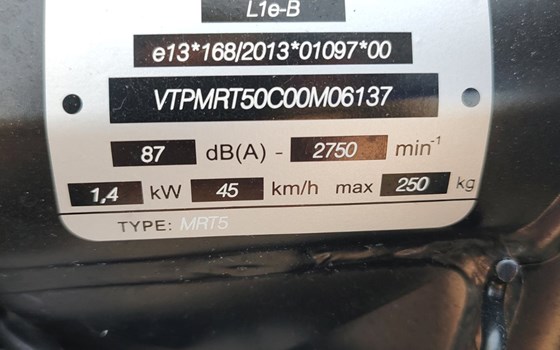 L1e-B
e13*168/2013*01097*00
VTPMRT50C00M06137
87 dB(A) - 2750 min-1
1,4 kW 45 km/h max 250 kg
TYPE: MRT5